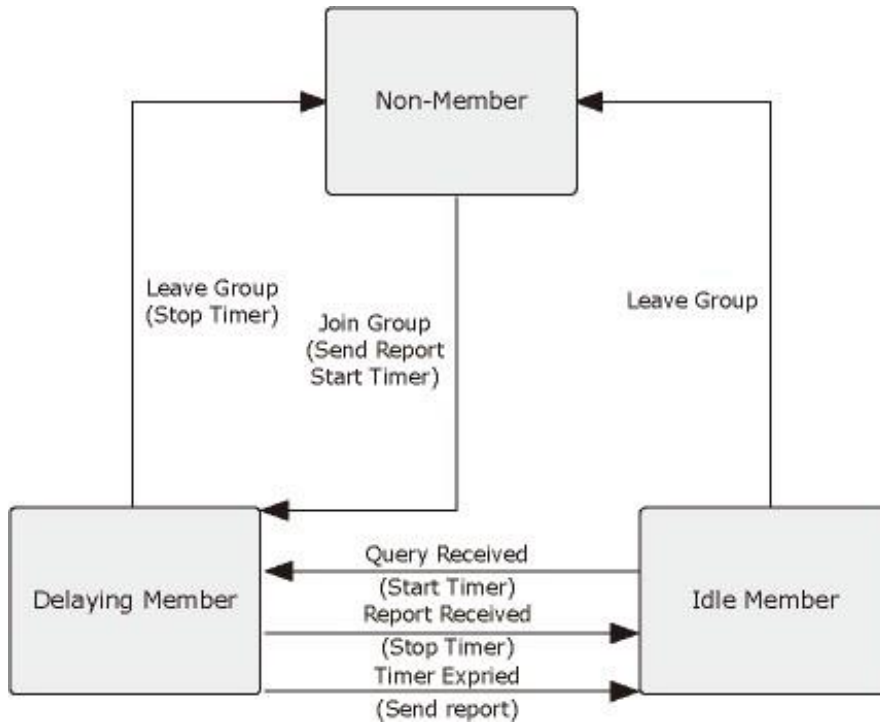 Non-Member
Leave Group
(Stop Timer)
Join Group
(Send Report
Start Timer)
Leave Group
Delaying Member
Query Received
(Start Timer)
Report Received
(Stop Timer)
Timer Expried
(Send report)
Idle Member